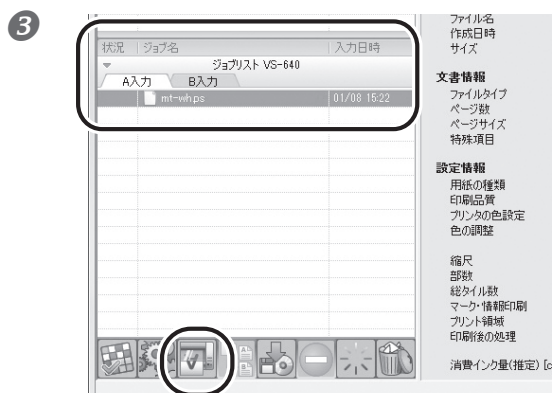 3
状況 ジョブ名 入力日時
ジョブリスト VS-640
A入力 B入力
mt-wh.ps 01/08 15:22
ファイル名
作成日時
サイズ
文書情報
ファイルタイプ
ページ数
ページサイズ
特殊項目
設定情報
用紙の種類
印刷品質
プリンタの色設定
色の調整
縮尺
部数
総タイル数
マーク・情報印刷
プリント領域
印刷後の処理
消費インク量(推定) [c